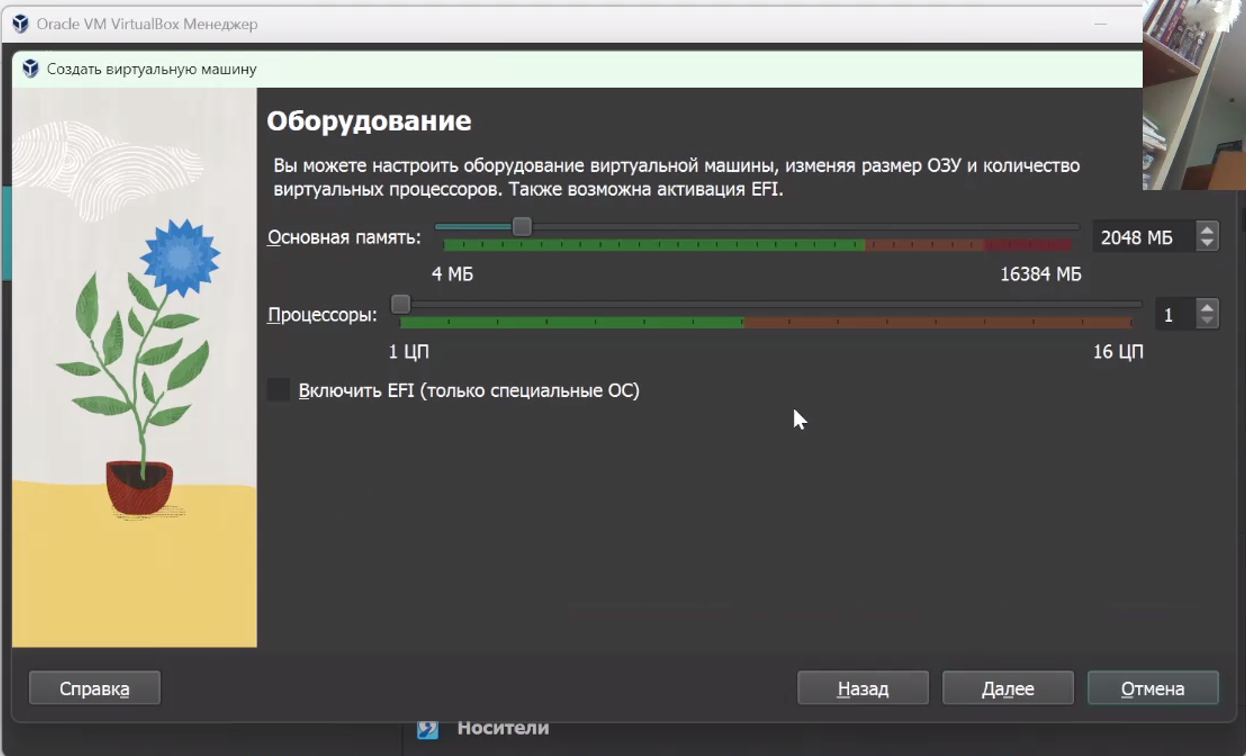 Oracle VM VirtualBox Менеджер
Создать виртуальную машину
Оборудование
Вы можете настроить оборудование виртуальной машины, изменяя размер ОЗУ и количество
виртуальных процессоров. Также возможна активация EFI.
Основная память:
2048 МБ
4 МБ
16384 МБ
Процессоры:
1
1 ЦП
16 ЦП
Включить EFI (только специальные ОС)
Справка
Назад
Далее
Отмена
Носители